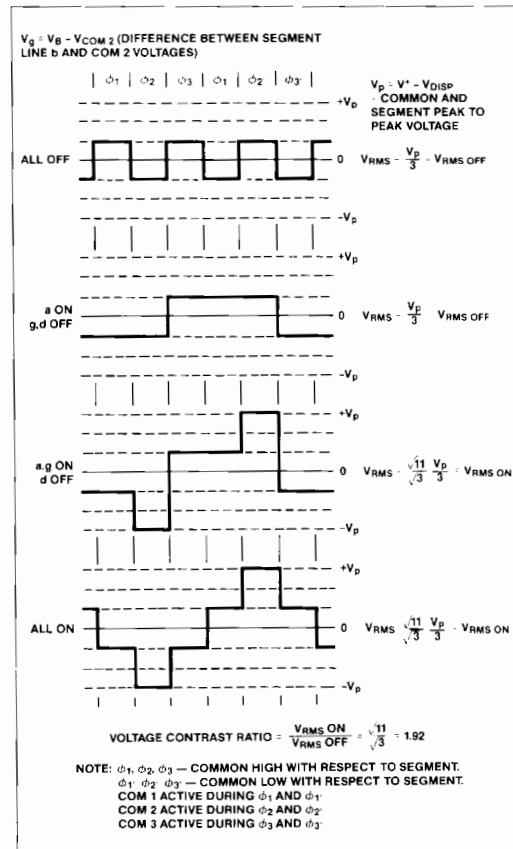 Vg = VB − VCOM 2 (DIFFERENCE BETWEEN SEGMENT
LINE b AND COM 2 VOLTAGES)
ϕ1 ϕ2 ϕ3 ϕ1' ϕ2' ϕ3'
Vp = V+ − VDISP
- COMMON AND
SEGMENT PEAK TO
PEAK VOLTAGE
+Vp
ALL OFF
0 VRMS - Vp/3 - VRMS OFF
−Vp
+Vp
a ON
g,d OFF
0 VRMS - Vp/3 VRMS OFF
−Vp
+Vp
a,g ON
d OFF
0 VRMS - √11/√3 Vp/3 - VRMS ON
−Vp
+Vp
ALL ON
0 VRMS √11/√3 Vp/3 - VRMS ON
−Vp
VOLTAGE CONTRAST RATIO = VRMS ON/VRMS OFF = √11/√3 = 1.92
NOTE: ϕ1, ϕ2, ϕ3 — COMMON HIGH WITH RESPECT TO SEGMENT.
ϕ1' ϕ2' ϕ3' — COMMON LOW WITH RESPECT TO SEGMENT.
COM 1 ACTIVE DURING ϕ1 AND ϕ1'
COM 2 ACTIVE DURING ϕ2 AND ϕ2'
COM 3 ACTIVE DURING ϕ3 AND ϕ3'